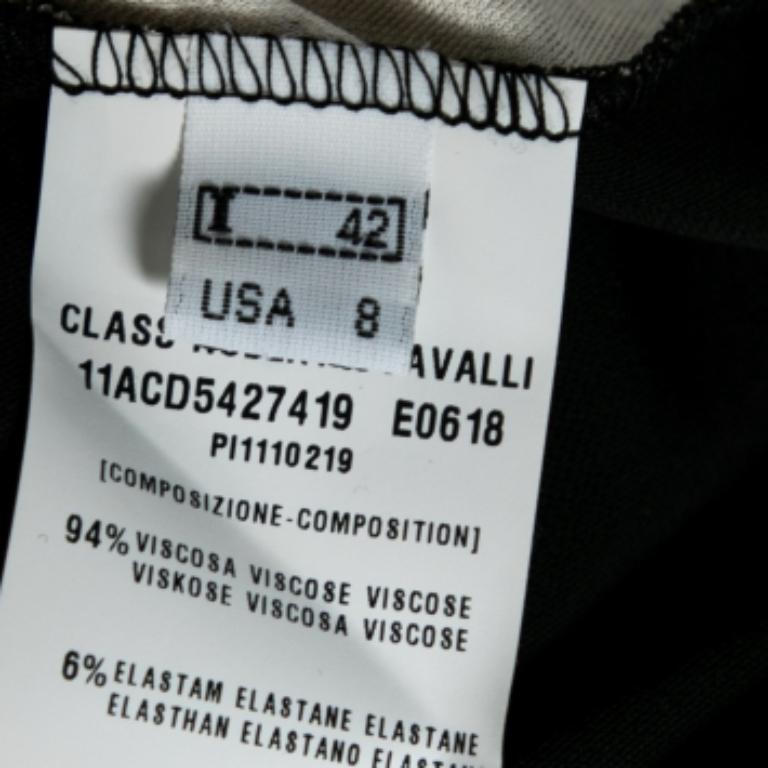 I 42
USA 8
CLASS AVALLI
11ACD5427419 E0618
PI1110219
[COMPOSIZIONE-COMPOSITION]
94% VISCOSA VISCOSE VISCOSE
VISKOSE VISCOSA VISCOSE
6% ELASTAM ELASTANE ELASTANE
ELASTHAN ELASTANO